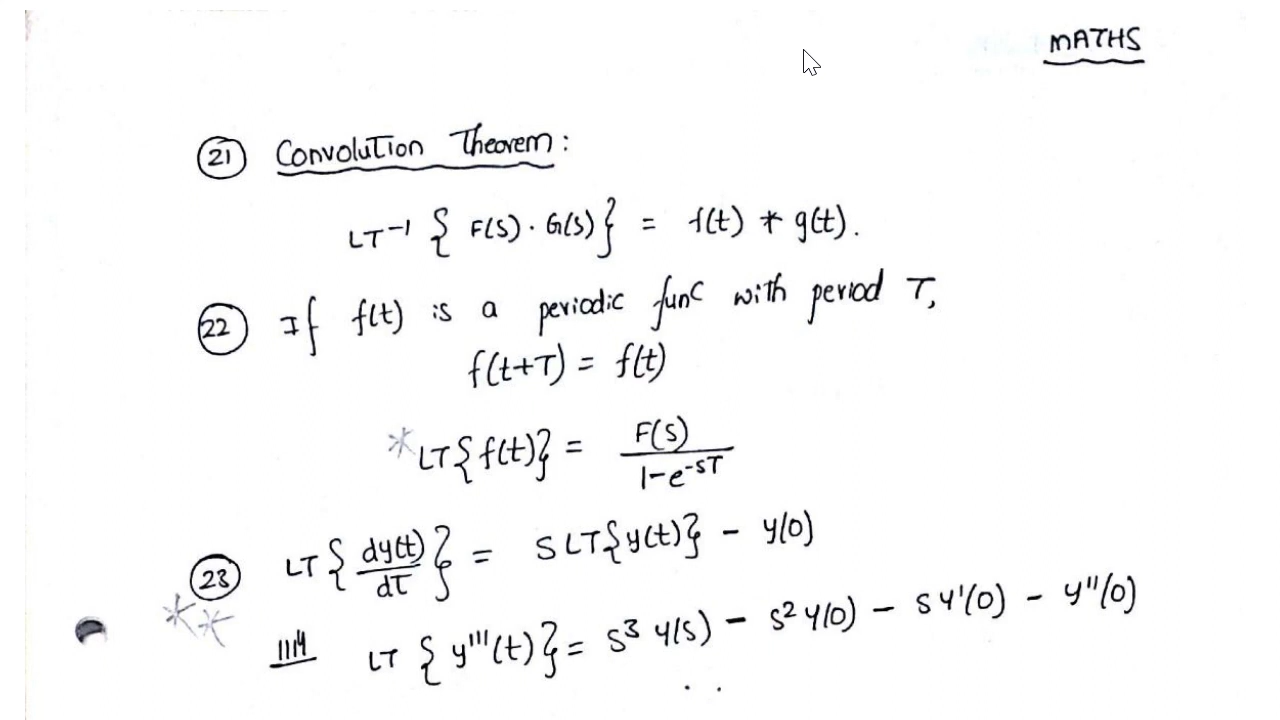 MATHS
(21) Convolution Theorem :
LT⁻¹ { F(S) · G(S) } = f(t) * g(t).
(22) If f(t) is a periodic func with period T,
f(t+T) = f(t)
* LT{f(t)} = F(S) / 1-e^-ST
(23) LT { dy(t)/dT } = S LT{y(t)} - y(0)
** lllly LT { y'''(t) } = S³ Y(S) - S² Y(0) - S Y'(0) - Y''(0)